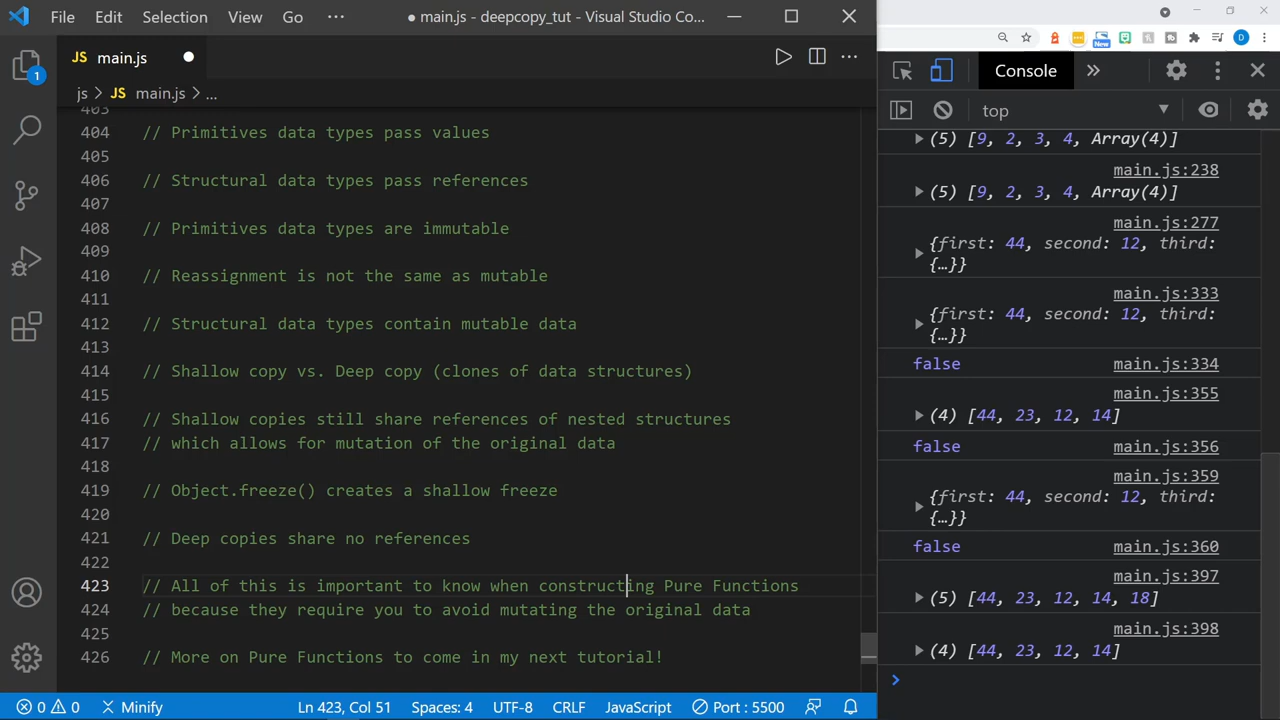 File Edit Selection View Go ··· ● main.js - deepcopy_tut - Visual Studio Co...
JS main.js ●
js > JS main.js > ...
403
404 // Primitives data types pass values
405
406 // Structural data types pass references
407
408 // Primitives data types are immutable
409
410 // Reassignment is not the same as mutable
411
412 // Structural data types contain mutable data
413
414 // Shallow copy vs. Deep copy (clones of data structures)
415
416 // Shallow copies still share references of nested structures
417 // which allows for mutation of the original data
418
419 // Object.freeze() creates a shallow freeze
420
421 // Deep copies share no references
422
423 // All of this is important to know when constructing Pure Functions
424 // because they require you to avoid mutating the original data
425
426 // More on Pure Functions to come in my next tutorial!
1
0 0 Minify Ln 423, Col 51 Spaces: 4 UTF-8 CRLF JavaScript Port : 5500
New D
Console
top
(5) [9, 2, 3, 4, Array(4)]
main.js:238
(5) [9, 2, 3, 4, Array(4)]
main.js:277
{first: 44, second: 12, third:
{…}}
main.js:333
{first: 44, second: 12, third:
{…}}
false main.js:334
main.js:355
(4) [44, 23, 12, 14]
false main.js:356
main.js:359
{first: 44, second: 12, third:
{…}}
false main.js:360
main.js:397
(5) [44, 23, 12, 14, 18]
main.js:398
(4) [44, 23, 12, 14]